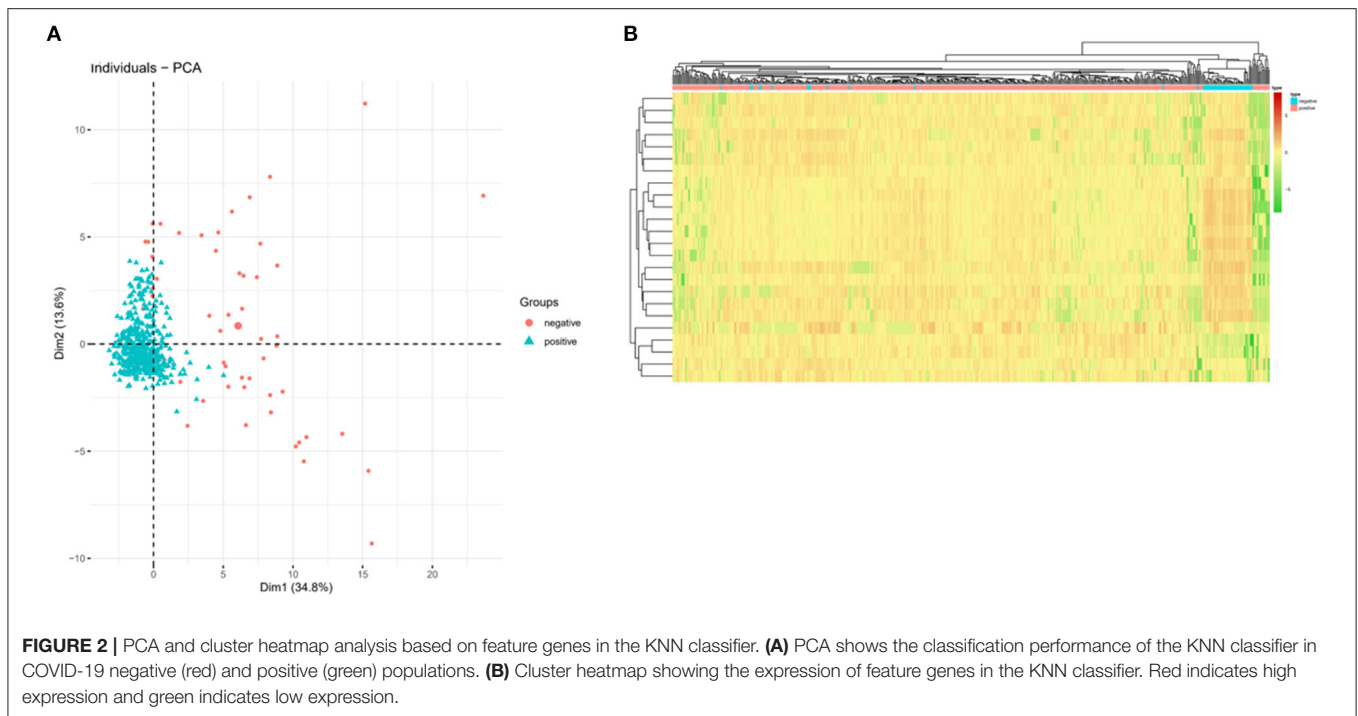 A
Individuals - PCA
10
5
0
-5
-10
0
5
10
15
20
Dim2 (13.6%)
Dim1 (34.8%)
Groups
negative
positive
B
type
type
negative
positive
0
FIGURE 2 | PCA and cluster heatmap analysis based on feature genes in the KNN classifier. (A) PCA shows the classification performance of the KNN classifier in
COVID-19 negative (red) and positive (green) populations. (B) Cluster heatmap showing the expression of feature genes in the KNN classifier. Red indicates high
expression and green indicates low expression.